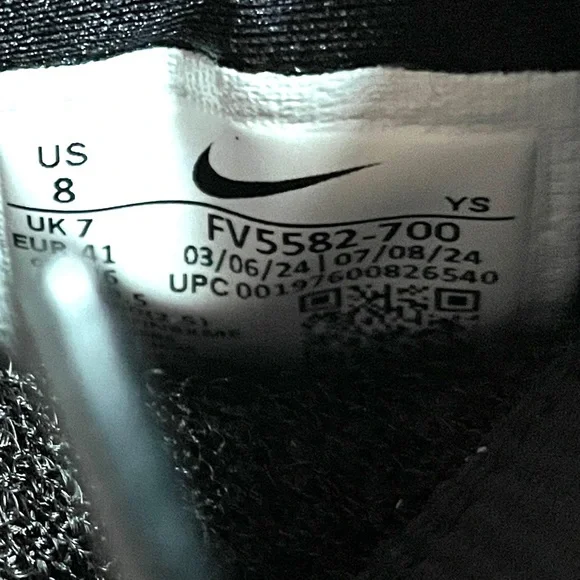 US
8
YS
UK 7
FV5582-700
EUR 41
03/06/24 | 07/08/24
UPC 00197600826540